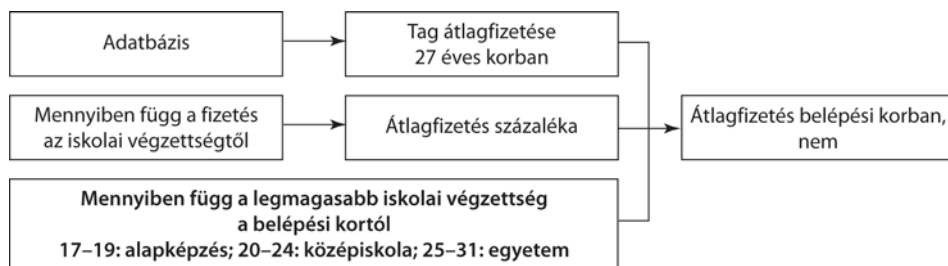 Adatbázis
Tag átlagfizetése
27 éves korban
Mennyiben függ a fizetés
az iskolai végzettségtől
Átlagfizetés százaléka
Átlagfizetés belépési korban,
nem
Mennyiben függ a legmagasabb iskolai végzettség
a belépési kortól
17–19: alapképzés; 20–24: középiskola; 25–31: egyetem